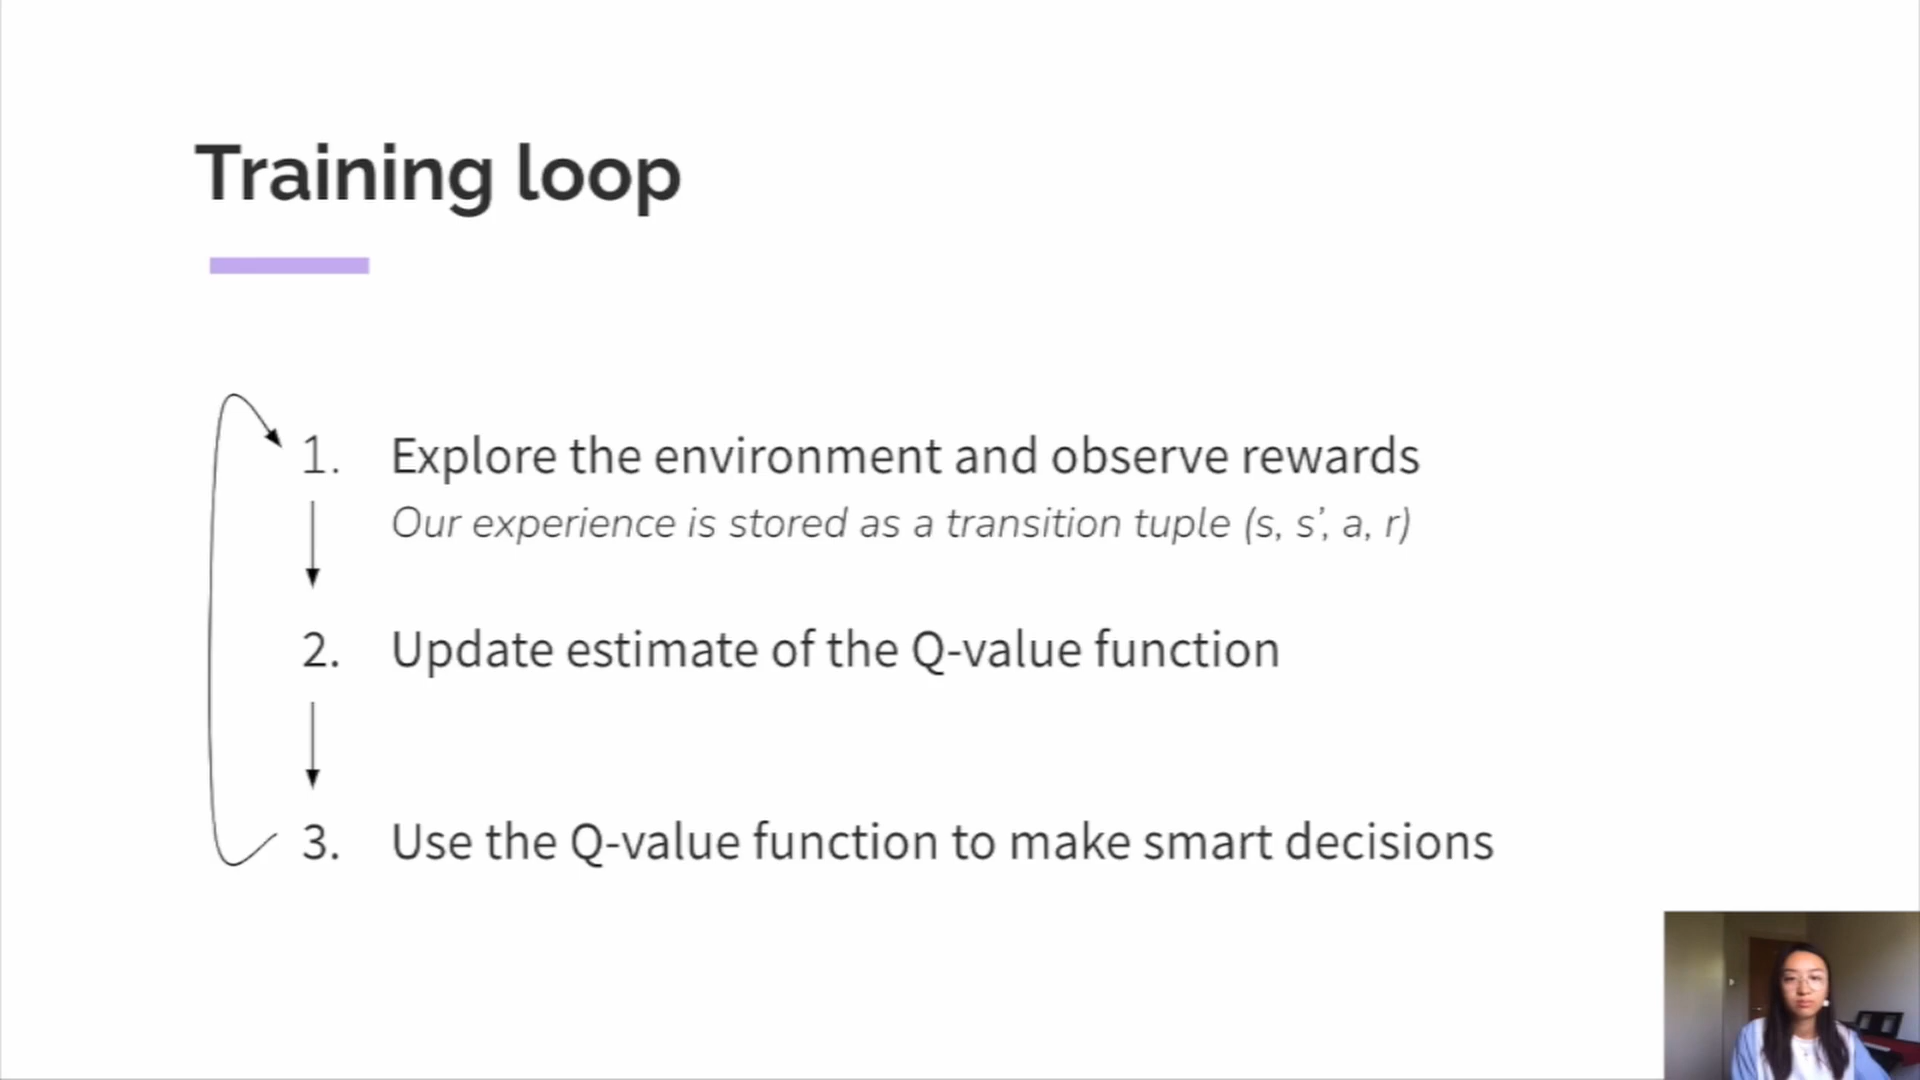 Training loop
1. Explore the environment and observe rewards
Our experience is stored as a transition tuple (s, s’, a, r)
2. Update estimate of the Q-value function
3. Use the Q-value function to make smart decisions